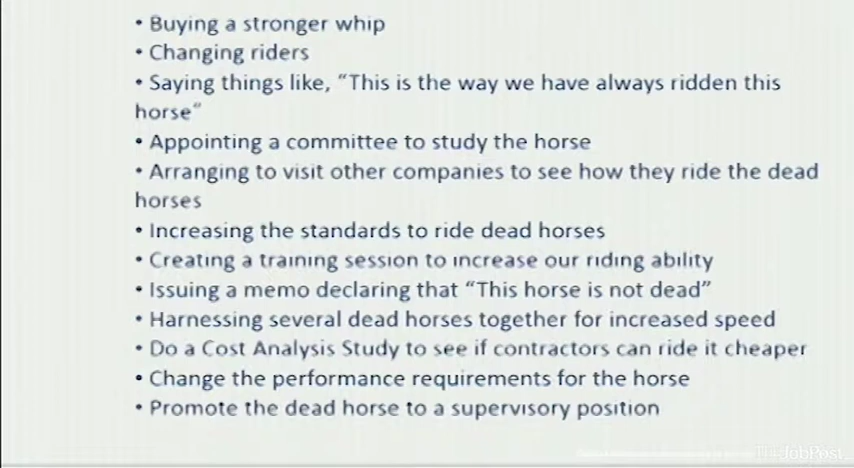 • Buying a stronger whip
• Changing riders
• Saying things like, “This is the way we have always ridden this
horse”
• Appointing a committee to study the horse
• Arranging to visit other companies to see how they ride the dead
horses
• Increasing the standards to ride dead horses
• Creating a training session to increase our riding ability
• Issuing a memo declaring that “This horse is not dead”
• Harnessing several dead horses together for increased speed
• Do a Cost Analysis Study to see if contractors can ride it cheaper
• Change the performance requirements for the horse
• Promote the dead horse to a supervisory position
TheJobPost